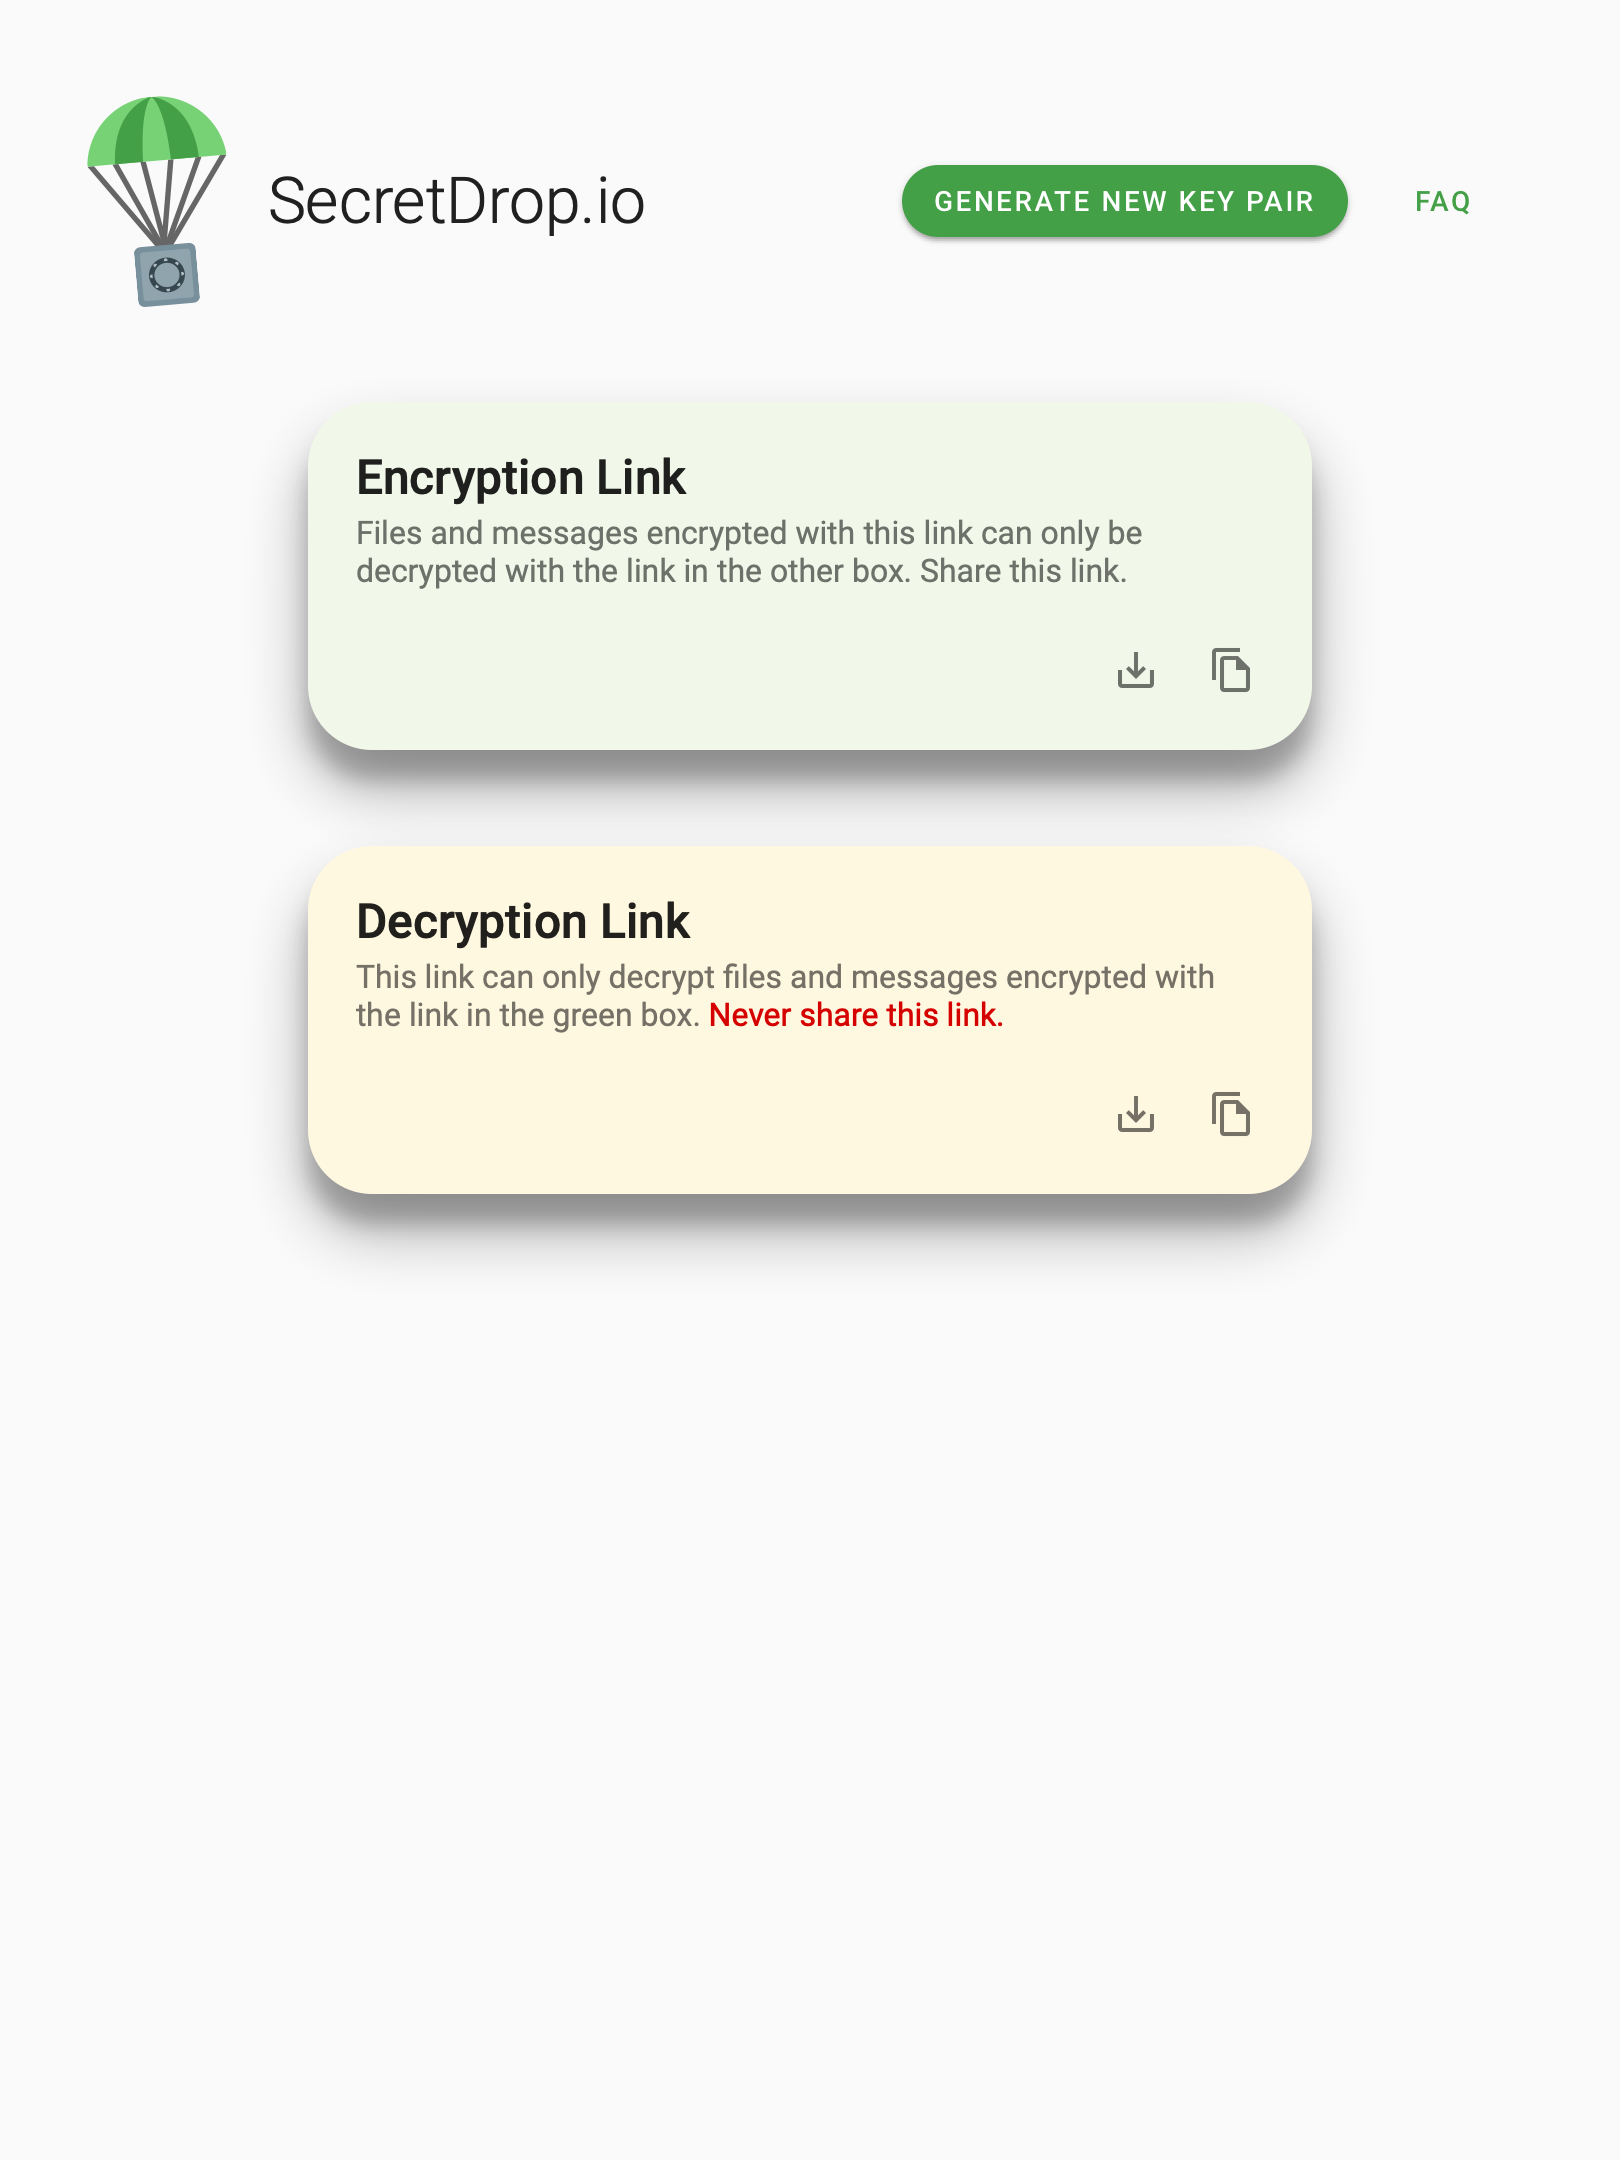 SecretDrop.io
GENERATE NEW KEY PAIR
FAQ
Encryption Link
Files and messages encrypted with this link can only be
decrypted with the link in the other box. Share this link.
Decryption Link
This link can only decrypt files and messages encrypted with
the link in the green box. Never share this link.